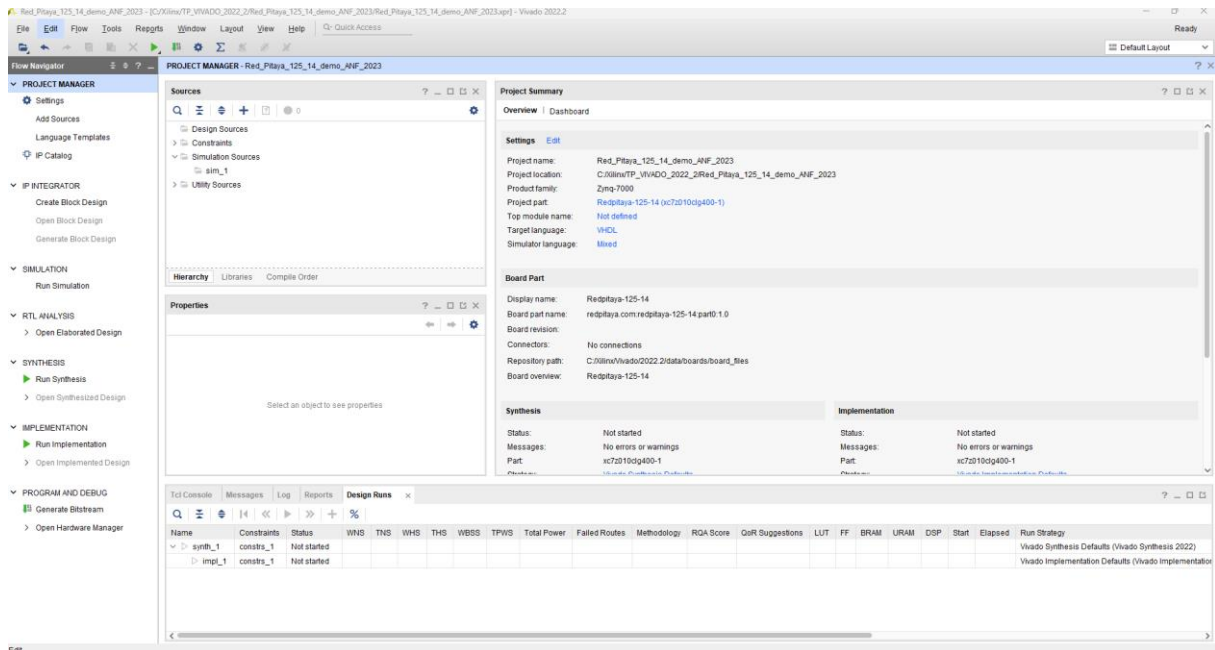 Red_Pitaya_125_14_demo_ANF_2023 - [C:/Xilinx/TP_VIVADO_2022_2/Red_Pitaya_125_14_demo_ANF_2023/Red_Pitaya_125_14_demo_ANF_2023.xpr] - Vivado 2022.2
File Edit Flow Tools Reports Window Layout View Help Quick Access
Ready
Default Layout
Flow Navigator
PROJECT MANAGER
Settings
Add Sources
Language Templates
IP Catalog
IP INTEGRATOR
Create Block Design
Open Block Design
Generate Block Design
SIMULATION
Run Simulation
RTL ANALYSIS
Open Elaborated Design
SYNTHESIS
Run Synthesis
Open Synthesized Design
IMPLEMENTATION
Run Implementation
Open Implemented Design
PROGRAM AND DEBUG
Generate Bitstream
Open Hardware Manager
PROJECT MANAGER - Red_Pitaya_125_14_demo_ANF_2023
Sources
0
Design Sources
Constraints
Simulation Sources
sim_1
Utility Sources
Hierarchy Libraries Compile Order
Properties
Select an object to see properties
Project Summary
Overview | Dashboard
Settings Edit
Project name: Red_Pitaya_125_14_demo_ANF_2023
Project location: C:/Xilinx/TP_VIVADO_2022_2/Red_Pitaya_125_14_demo_ANF_2023
Product family: Zynq-7000
Project part: Redpitaya-125-14 (xc7z010clg400-1)
Top module name: Not defined
Target language: VHDL
Simulator language: Mixed
Board Part
Display name: Redpitaya-125-14
Board part name: redpitaya.com:redpitaya-125-14:part0:1.0
Board revision:
Connectors: No connections
Repository path: C:/Xilinx/Vivado/2022.2/data/boards/board_files
Board overview: Redpitaya-125-14
Synthesis
Status: Not started
Messages: No errors or warnings
Part: xc7z010clg400-1
Strategy: Vivado Synthesis Defaults
Implementation
Status: Not started
Messages: No errors or warnings
Part: xc7z010clg400-1
Strategy: Vivado Implementation Defaults
Tcl Console Messages Log Reports Design Runs
Name Constraints Status WNS TNS WHS THS WBSS TPWS Total Power Failed Routes Methodology RQA Score QoR Suggestions LUT FF BRAM URAM DSP Start Elapsed Run Strategy
synth_1 constrs_1 Not started Vivado Synthesis Defaults (Vivado Synthesis 2022)
impl_1 constrs_1 Not started Vivado Implementation Defaults (Vivado Implementation
Edit